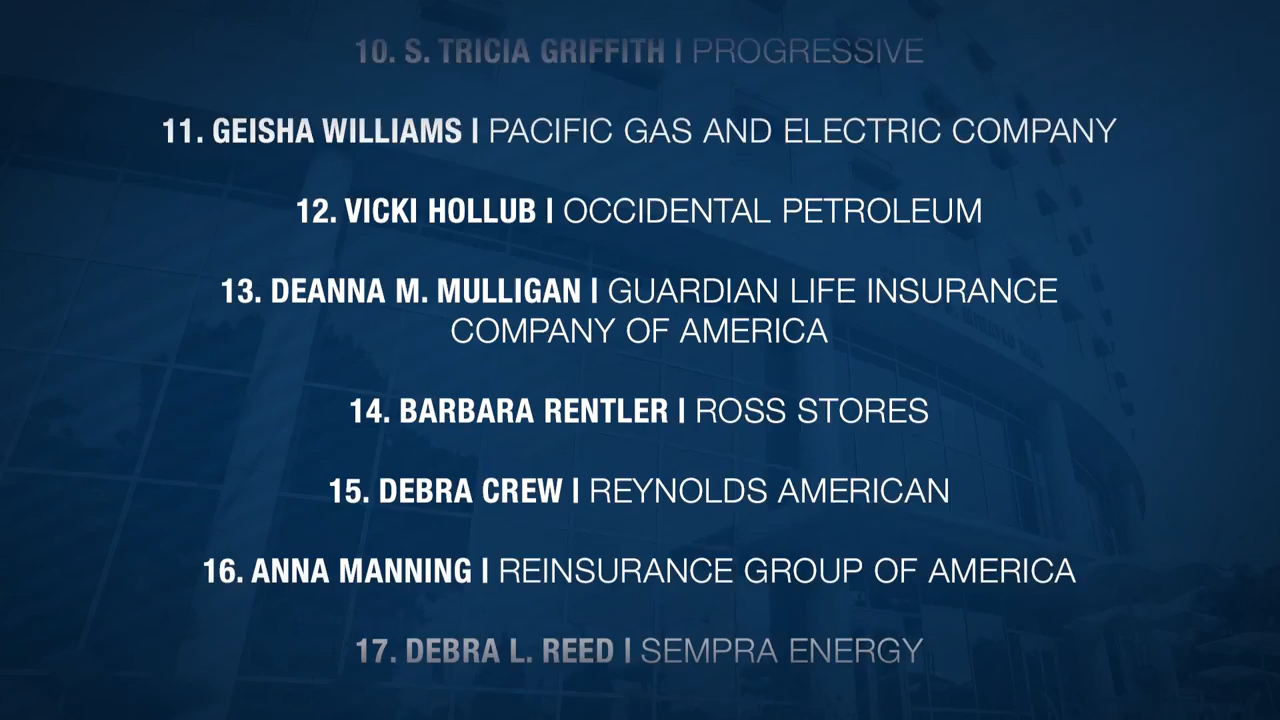 10. S. TRICIA GRIFFITH | PROGRESSIVE
11. GEISHA WILLIAMS | PACIFIC GAS AND ELECTRIC COMPANY
12. VICKI HOLLUB | OCCIDENTAL PETROLEUM
13. DEANNA M. MULLIGAN | GUARDIAN LIFE INSURANCE
COMPANY OF AMERICA
14. BARBARA RENTLER | ROSS STORES
15. DEBRA CREW | REYNOLDS AMERICAN
16. ANNA MANNING | REINSURANCE GROUP OF AMERICA
17. DEBRA L. REED | SEMPRA ENERGY